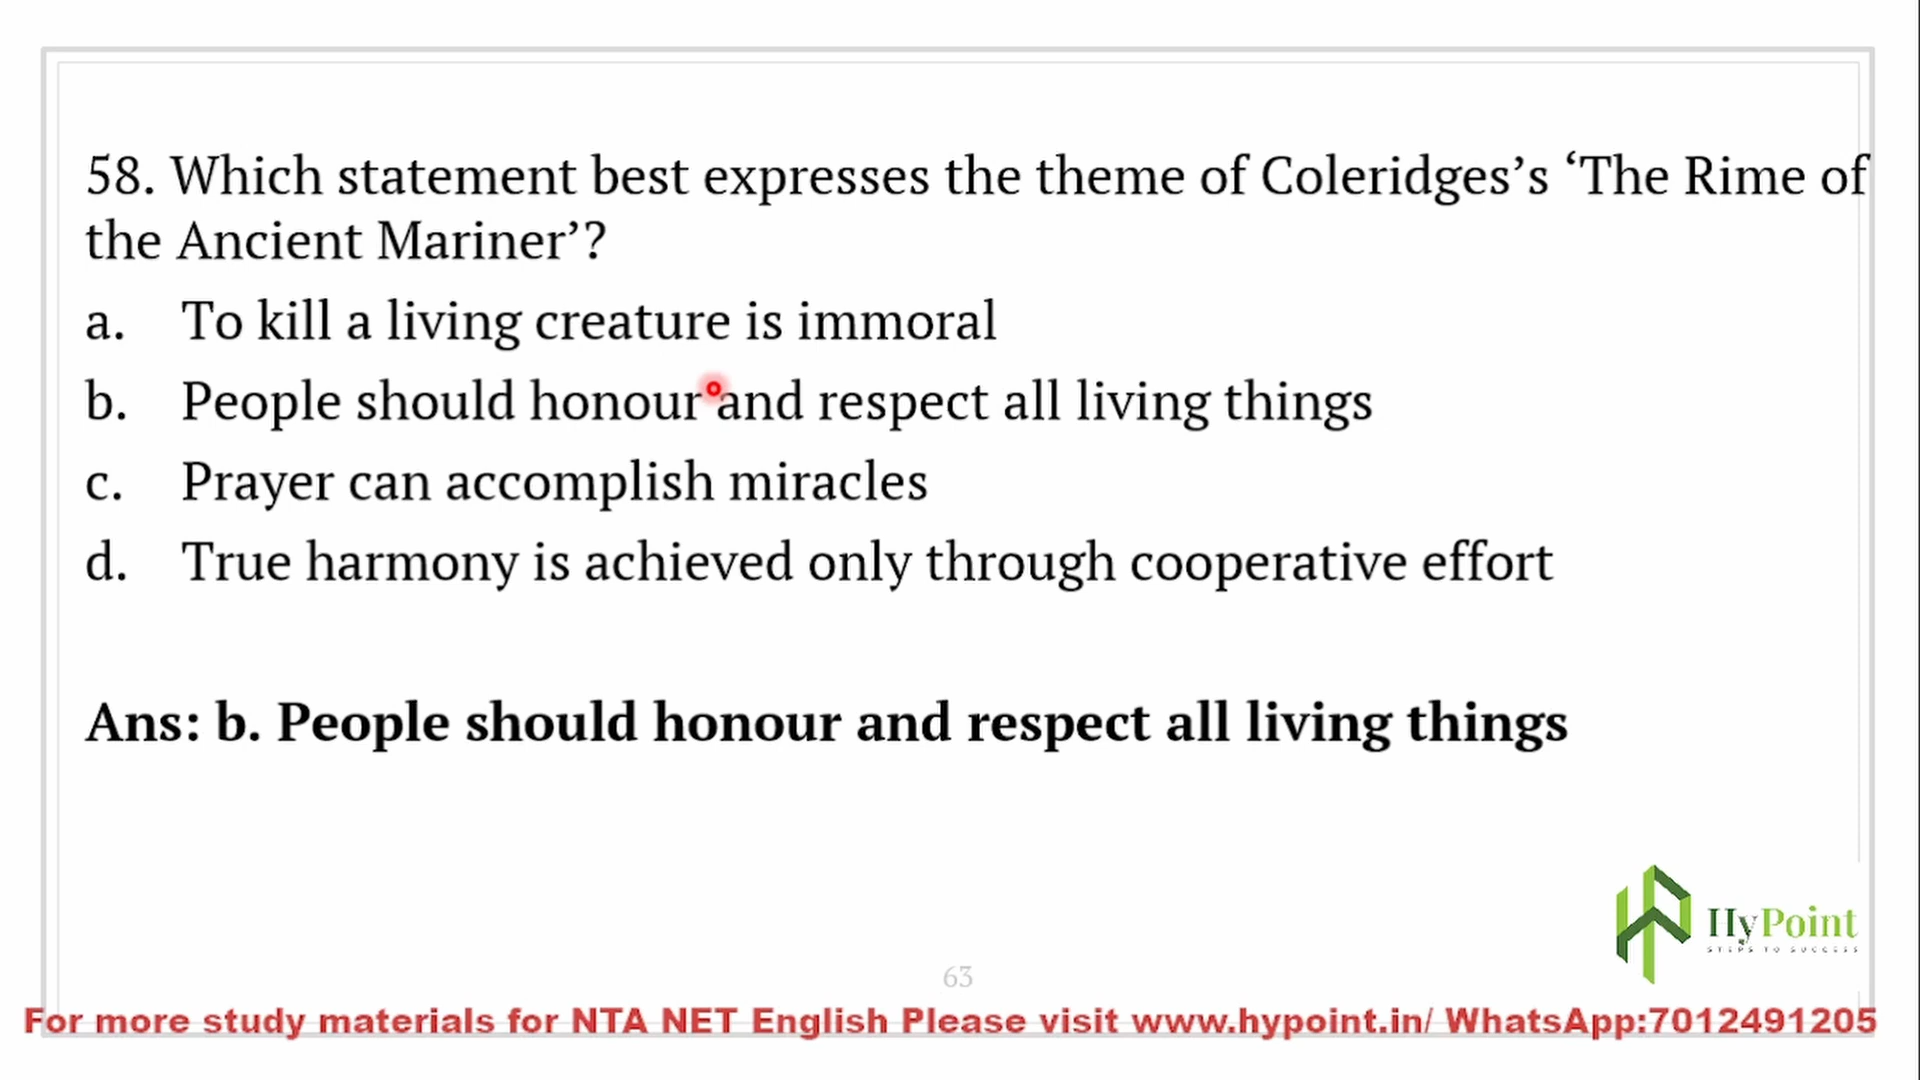 58. Which statement best expresses the theme of Coleridges’s ‘The Rime of
the Ancient Mariner’?
a. To kill a living creature is immoral
b. People should honour and respect all living things
c. Prayer can accomplish miracles
d. True harmony is achieved only through cooperative effort
Ans: b. People should honour and respect all living things
HyPoint
STEPS TO SUCCESS
63
For more study materials for NTA NET English Please visit www.hypoint.in/ WhatsApp:7012491205